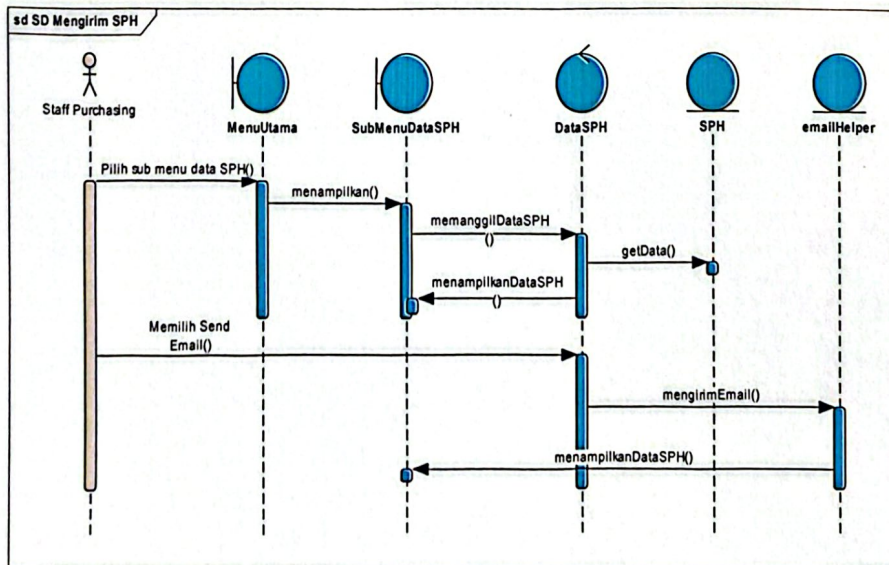 sd SD Mengirim SPH
Staff Purchasing
MenuUtama
SubMenuDataSPH
DataSPH
SPH
emailHelper
Pilih sub menu data SPH()
menampilkan()
memanggilDataSPH
()
getData()
menampilkanDataSPH
()
Memilih Send
Email()
mengirimEmail()
menampilkanDataSPH()